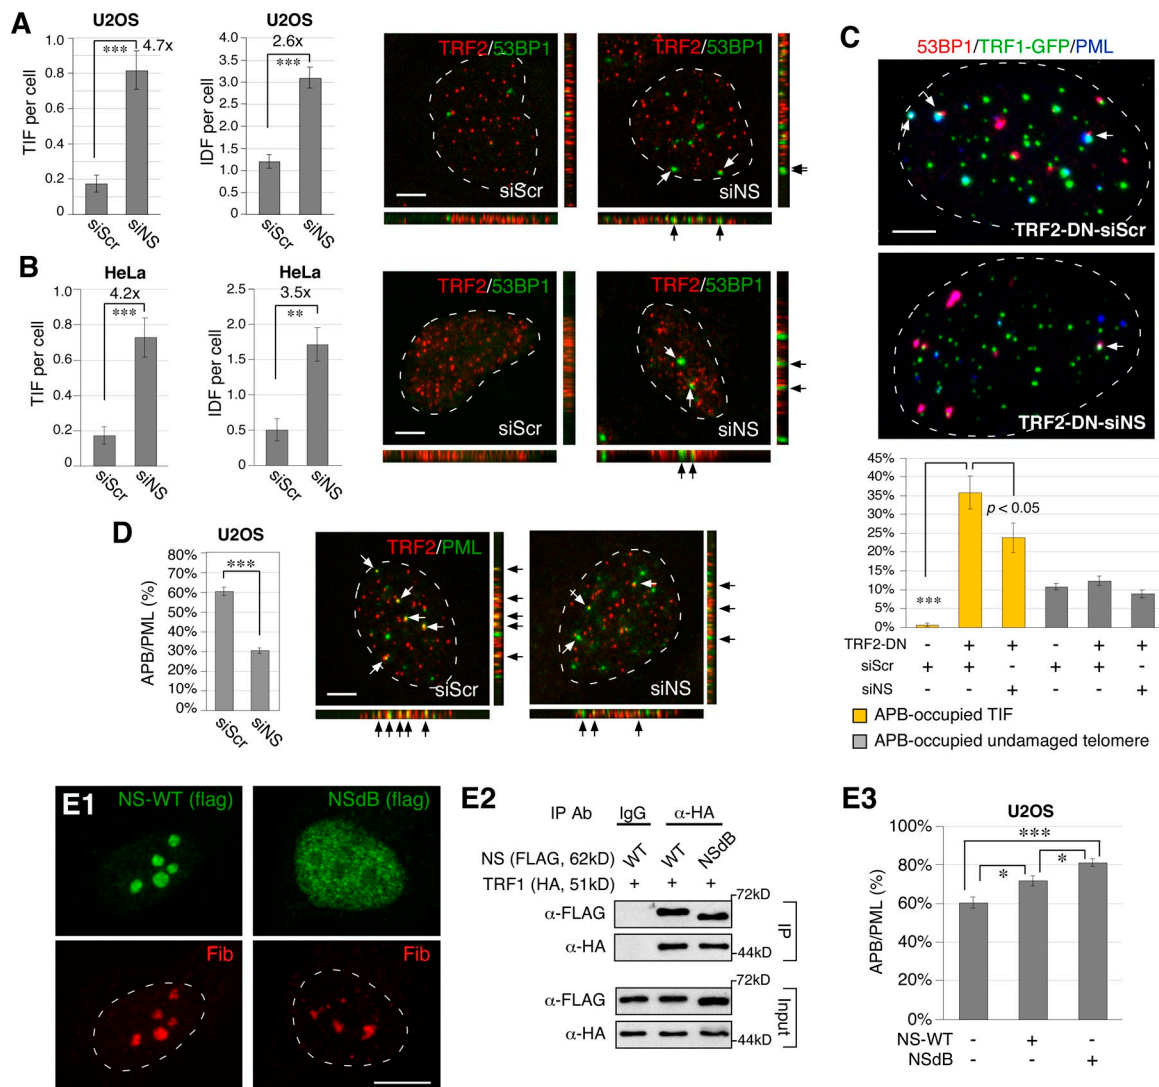 A
U2OS
4.7x
***
TIF per cell
1.0
0.8
0.6
0.4
0.2
0
siScr
siNS
U2OS
2.6x
***
IDF per cell
4.0
3.5
3.0
2.5
2.0
1.5
1.0
0.5
0
siScr
siNS
TRF2/53BP1
siScr
TRF2/53BP1
siNS
B
HeLa
4.2x
***
TIF per cell
1.0
0.8
0.6
0.4
0.2
0
siScr
siNS
HeLa
3.5x
**
IDF per cell
2.5
2.0
1.5
1.0
0.5
0
siScr
siNS
TRF2/53BP1
siScr
TRF2/53BP1
siNS
C
53BP1/TRF1-GFP/PML
TRF2-DN-siScr
TRF2-DN-siNS
45%
40%
35%
30%
25%
20%
15%
10%
5%
0%
***
p < 0.05
TRF2-DN - + + - + +
siScr + + - + + -
siNS - - + - - +
APB-occupied TIF
APB-occupied undamaged telomere
D
U2OS
***
APB/PML (%)
80%
70%
60%
50%
40%
30%
20%
10%
0%
siScr
siNS
TRF2/PML
siScr
siNS
E1
NS-WT (flag)
NSdB (flag)
Fib
Fib
E2
IP Ab IgG α-HA
NS (FLAG, 62kD) WT WT NSdB
TRF1 (HA, 51kD) + + +
72kD
α-FLAG
α-HA
44kD
IP
72kD
α-FLAG
α-HA
44kD
Input
E3
U2OS
***
*
*
APB/PML (%)
100%
80%
60%
40%
20%
0%
NS-WT - + -
NSdB - - +